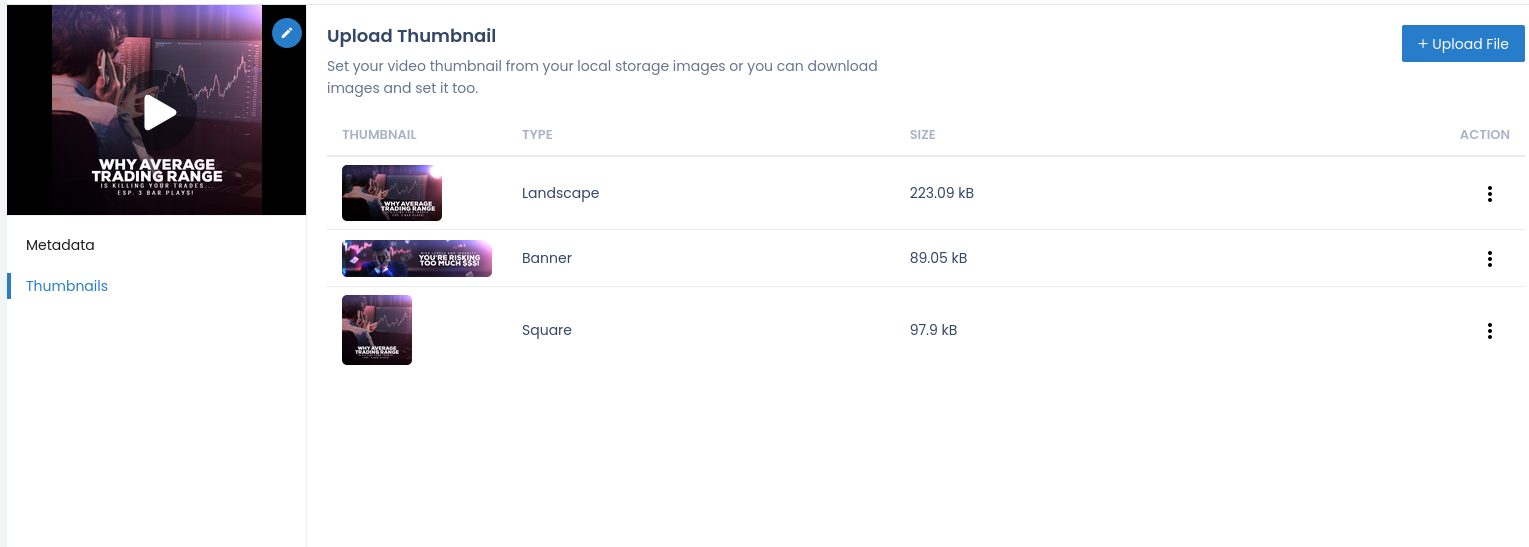 WHY AVERAGE
TRADING RANGE
IS KILLING YOUR TRADES...
ESP. 3 BAR PLAYS!
Metadata
Thumbnails
Upload Thumbnail
+ Upload File
Set your video thumbnail from your local storage images or you can download
images and set it too.
THUMBNAIL TYPE SIZE ACTION
WHY AVERAGE
TRADING RANGE
Landscape 223.09 kB
YOU'RE RISKING
TOO MUCH $$$!
Banner 89.05 kB
WHY AVERAGE
TRADING RANGE
Square 97.9 kB